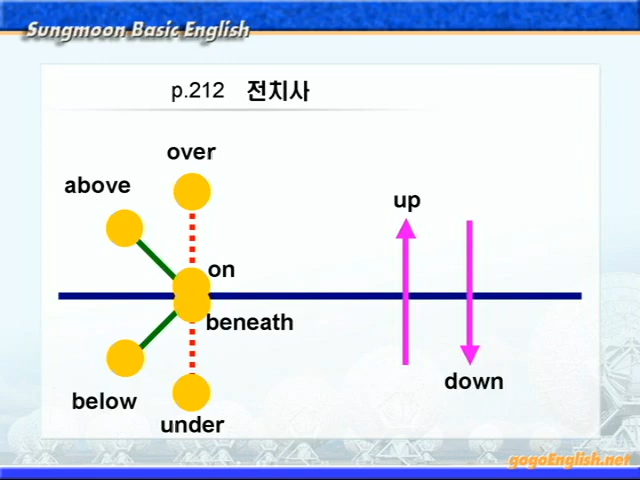 Sungmoon Basic English
p.212 전치사
over
above
up
on
beneath
down
below
under
gogoEnglish.net